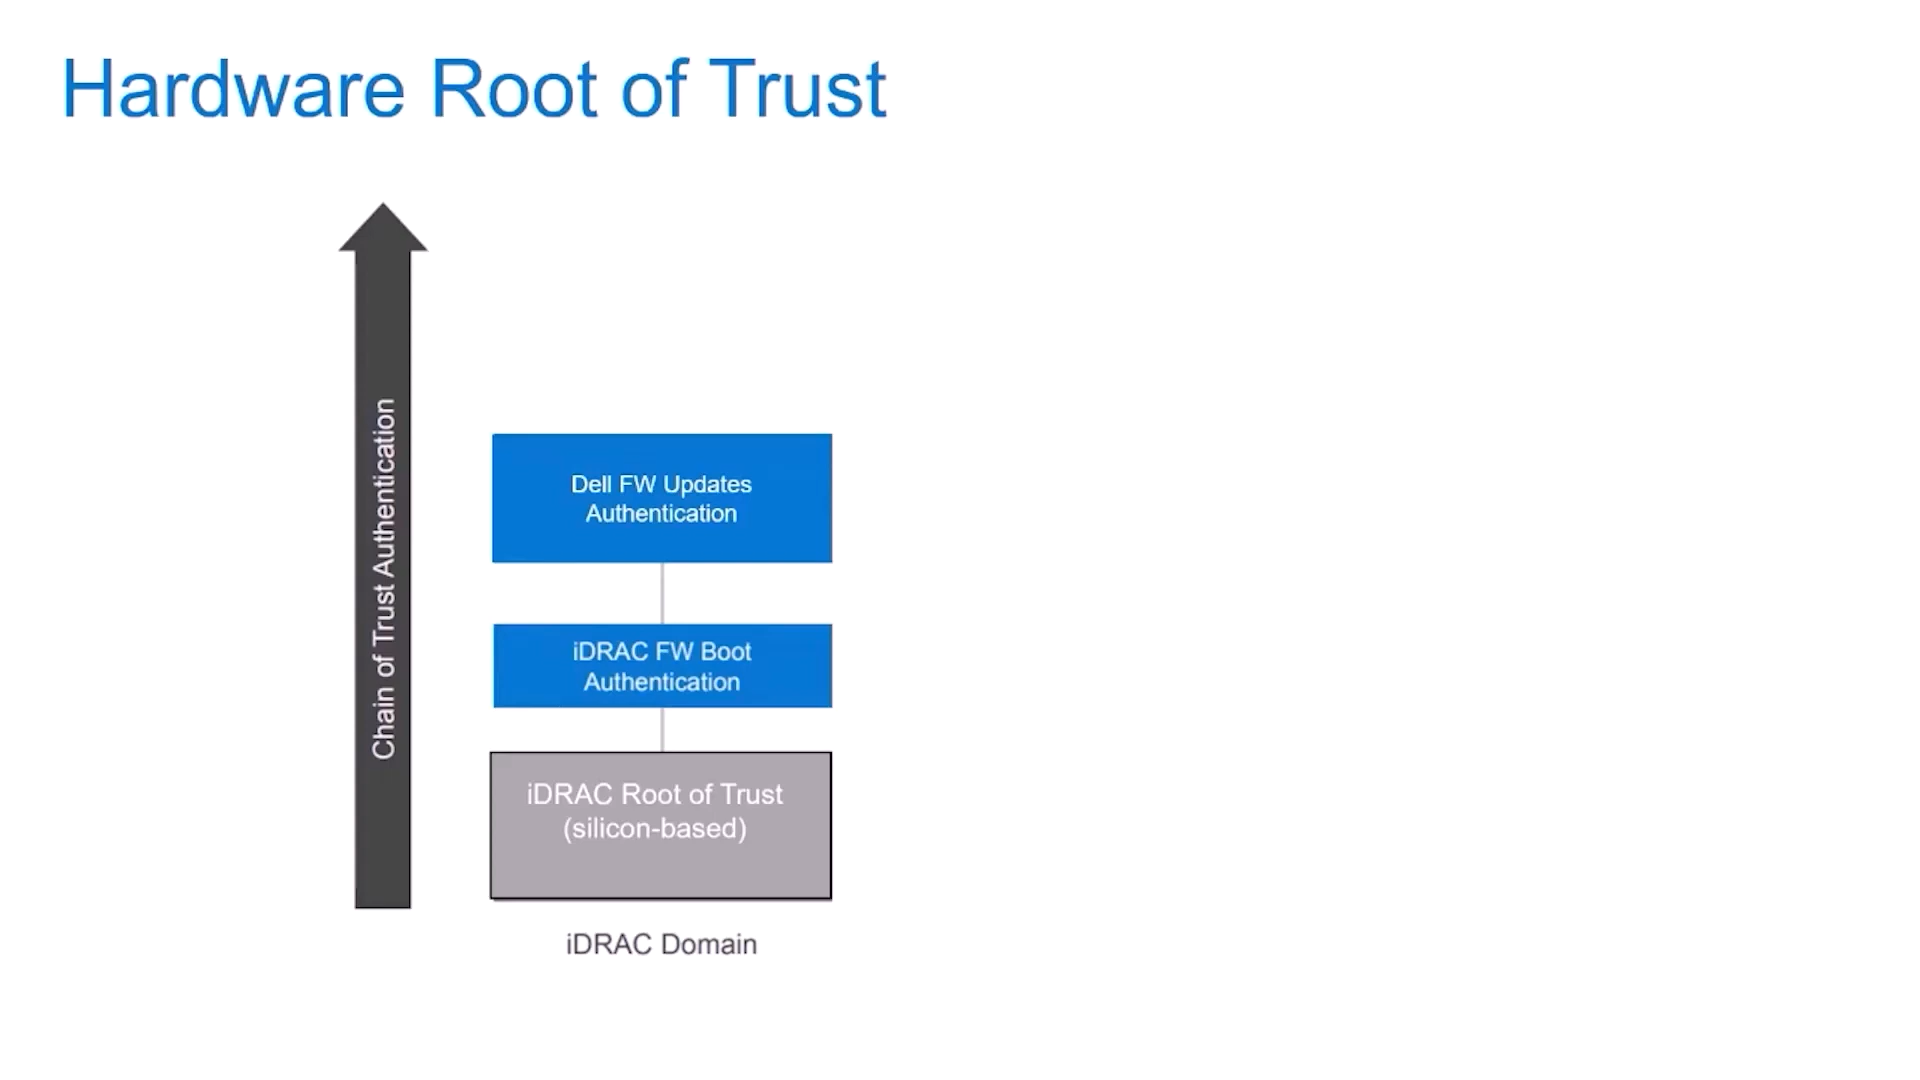 Hardware Root of Trust
Chain of Trust Authentication
Dell FW Updates
Authentication
iDRAC FW Boot
Authentication
iDRAC Root of Trust
(silicon-based)
iDRAC Domain